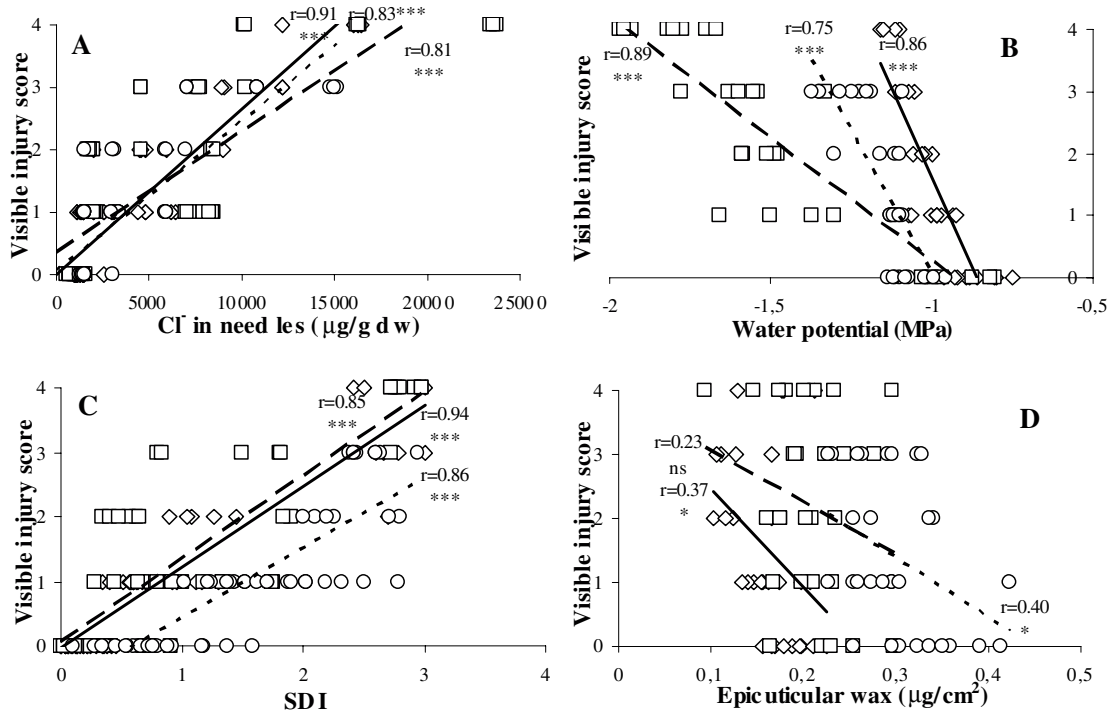 A
Visible injury score
4
3
2
1
0
r=0.91
***
r=0.83***
r=0.81
***
0
5000
10000
15000
20000
25000
Cl⁻ in need les (μg/g d w)
B
Visible injury score
4
3
2
1
0
r=0.89
***
r=0.75
***
r=0.86
***
-2
-1,5
-1
-0,5
Water potential (MPa)
C
Visible injury score
4
3
2
1
0
r=0.85
***
r=0.94
***
r=0.86
***
0
1
2
3
4
SD I
D
Visible injury score
4
3
2
1
0
r=0.23
ns
r=0.37
*
r=0.40
*
0
0,1
0,2
0,3
0,4
0,5
Epicuticular wax (μg/cm²)